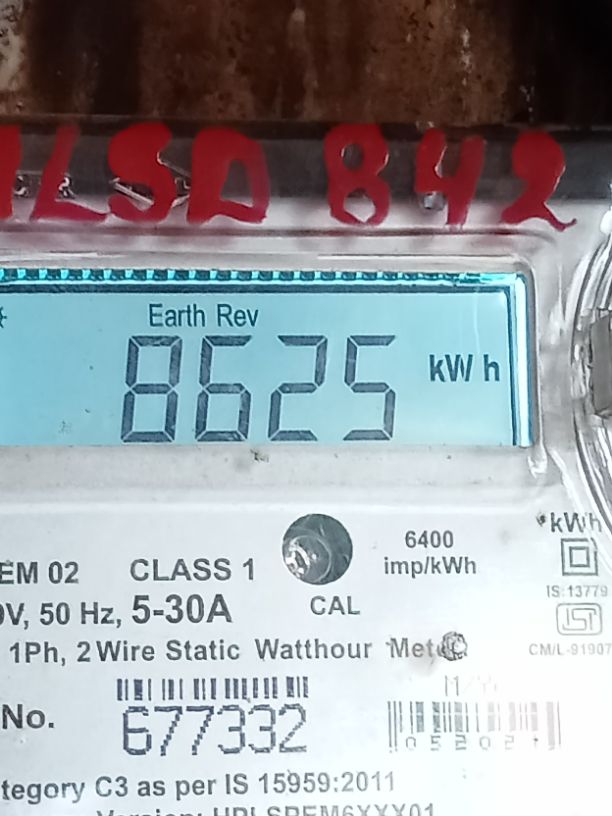 LSD 842
Earth Rev
8625 kWh
EM 02 CLASS 1
6400
imp/kWh
kWh
V, 50 Hz, 5-30A
CAL
IS:13779
1Ph, 2 Wire Static Watthour Meter
CM/L-91907
M/Yr
No. 677332
052021
tegory C3 as per IS 15959:2011